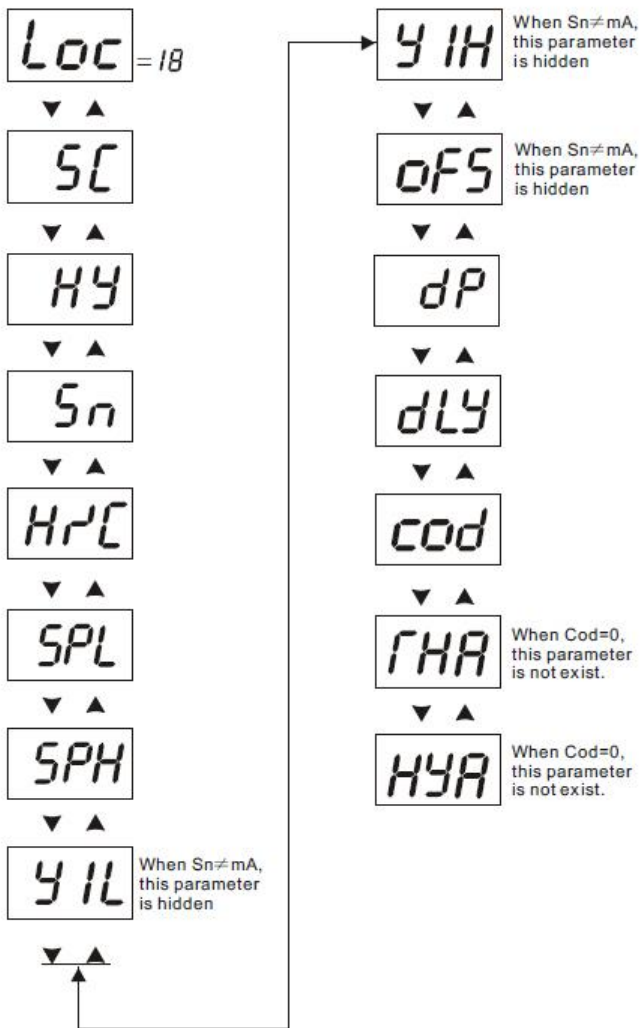 Loc =18
SC
HY
Sn
Hr/C
SPL
SPH
YIL
When Sn≠mA,
this parameter
is hidden
YIH
When Sn≠mA,
this parameter
is hidden
oFS
When Sn≠mA,
this parameter
is hidden
dP
dLY
cod
ГHA
When Cod=0,
this parameter
is not exist.
HYA
When Cod=0,
this parameter
is not exist.